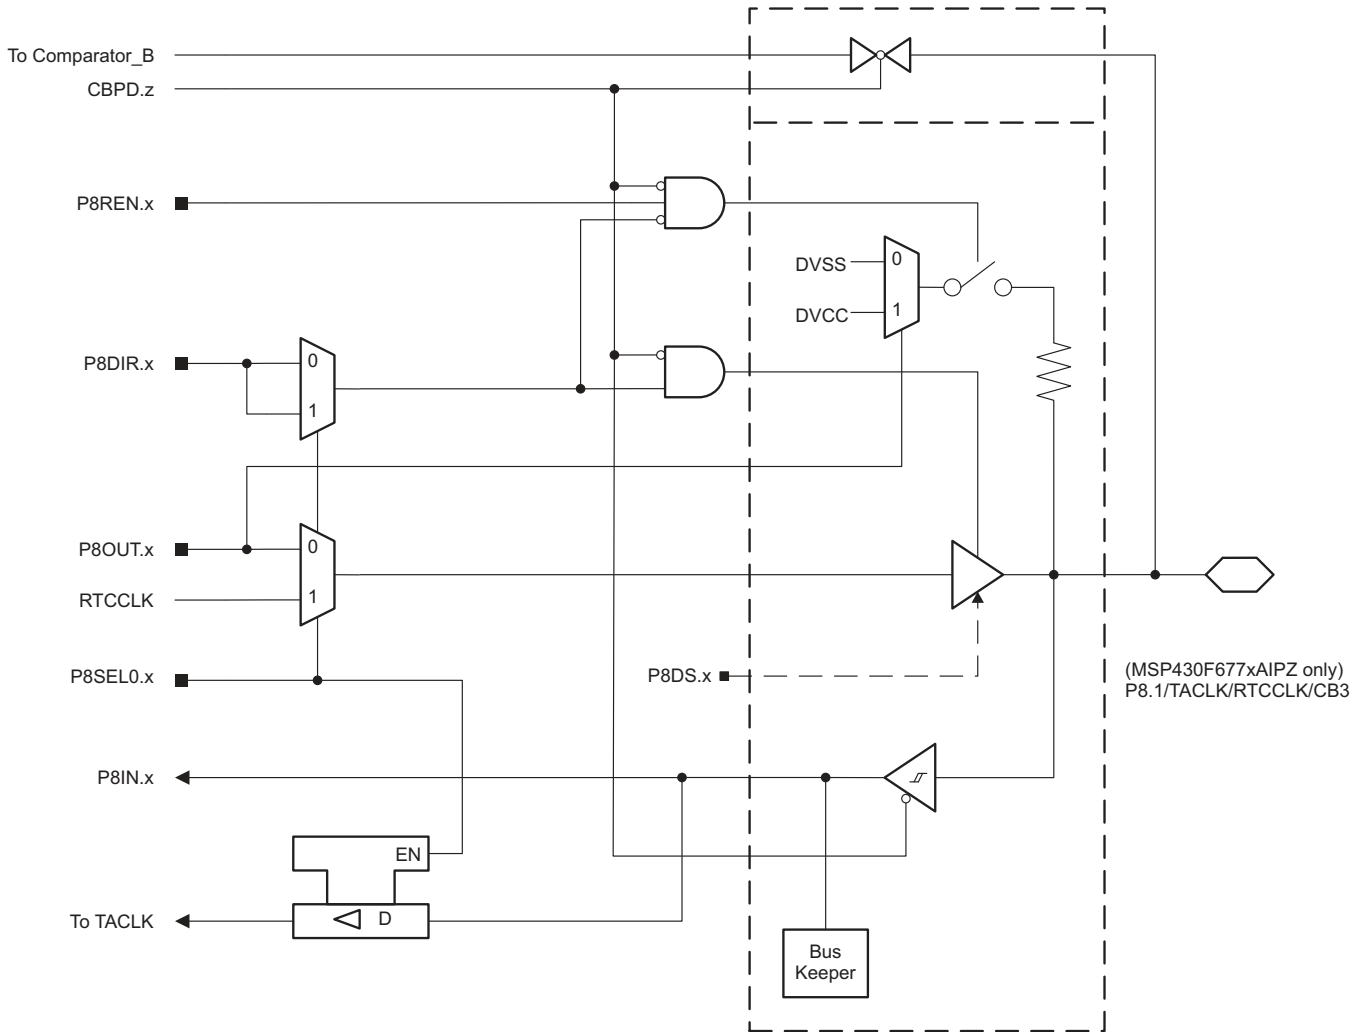 To Comparator_B
CBPD.z
P8REN.x
DVSS
0
DVCC
1
P8DIR.x
0
1
P8OUT.x
0
RTCCLK
1
P8SEL0.x
P8DS.x
(MSP430F677xAIPZ only)
P8.1/TACLK/RTCCLK/CB3
P8IN.x
EN
To TACLK
D
Bus
Keeper